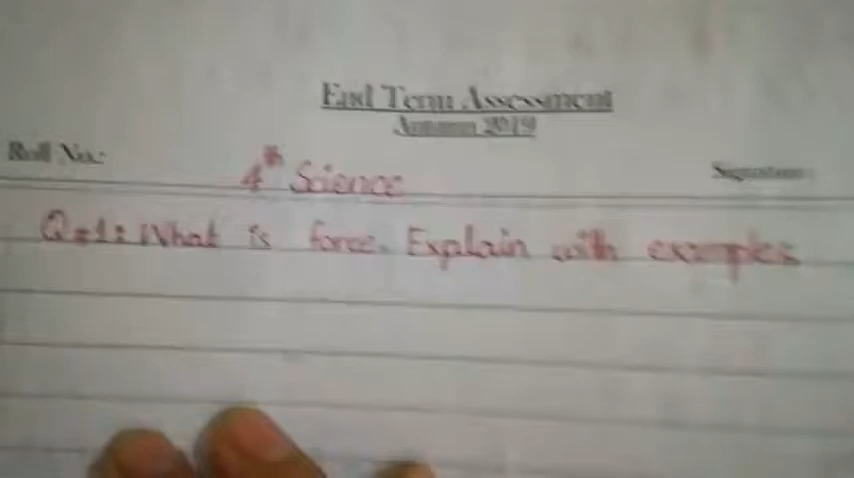 End Term Assessment
Autumn 2019
Roll No.:
4th Science
Signature:
Q#1: What is force. Explain with examples